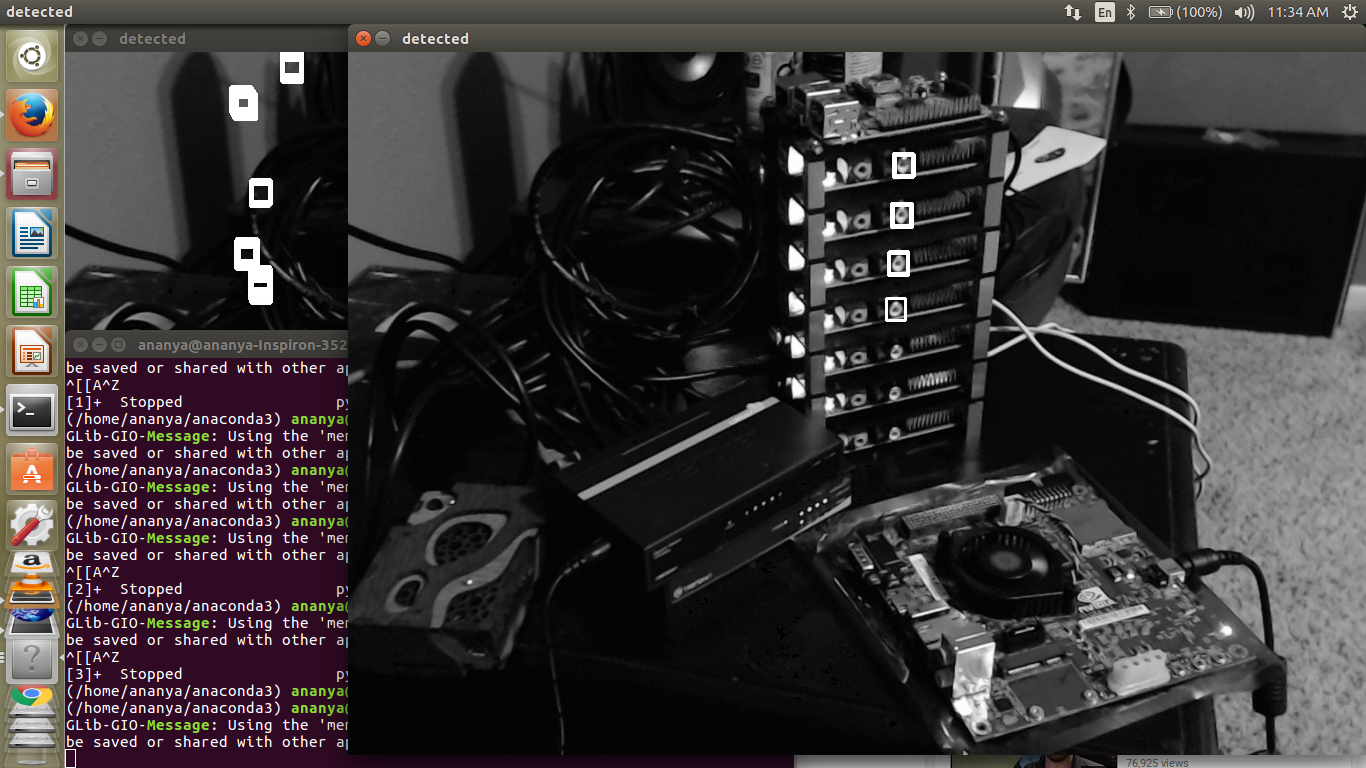 detected
En
(100%)
11:34 AM
detected
detected
ananya@ananya-Inspiron-352
be saved or shared with other ap
^[[A^Z
[1]+  Stopped                 py
(/home/ananya/anaconda3) ananya@
GLib-GIO-Message: Using the 'mem
be saved or shared with other ap
(/home/ananya/anaconda3) ananya@
GLib-GIO-Message: Using the 'mem
be saved or shared with other ap
(/home/ananya/anaconda3) ananya@
GLib-GIO-Message: Using the 'mem
be saved or shared with other ap
^[[A^Z
[2]+  Stopped                 py
(/home/ananya/anaconda3) ananya@
GLib-GIO-Message: Using the 'mem
be saved or shared with other ap
^[[A^Z
[3]+  Stopped                 py
(/home/ananya/anaconda3) ananya@
(/home/ananya/anaconda3) ananya@
GLib-GIO-Message: Using the 'mem
be saved or shared with other ap
76,925 views